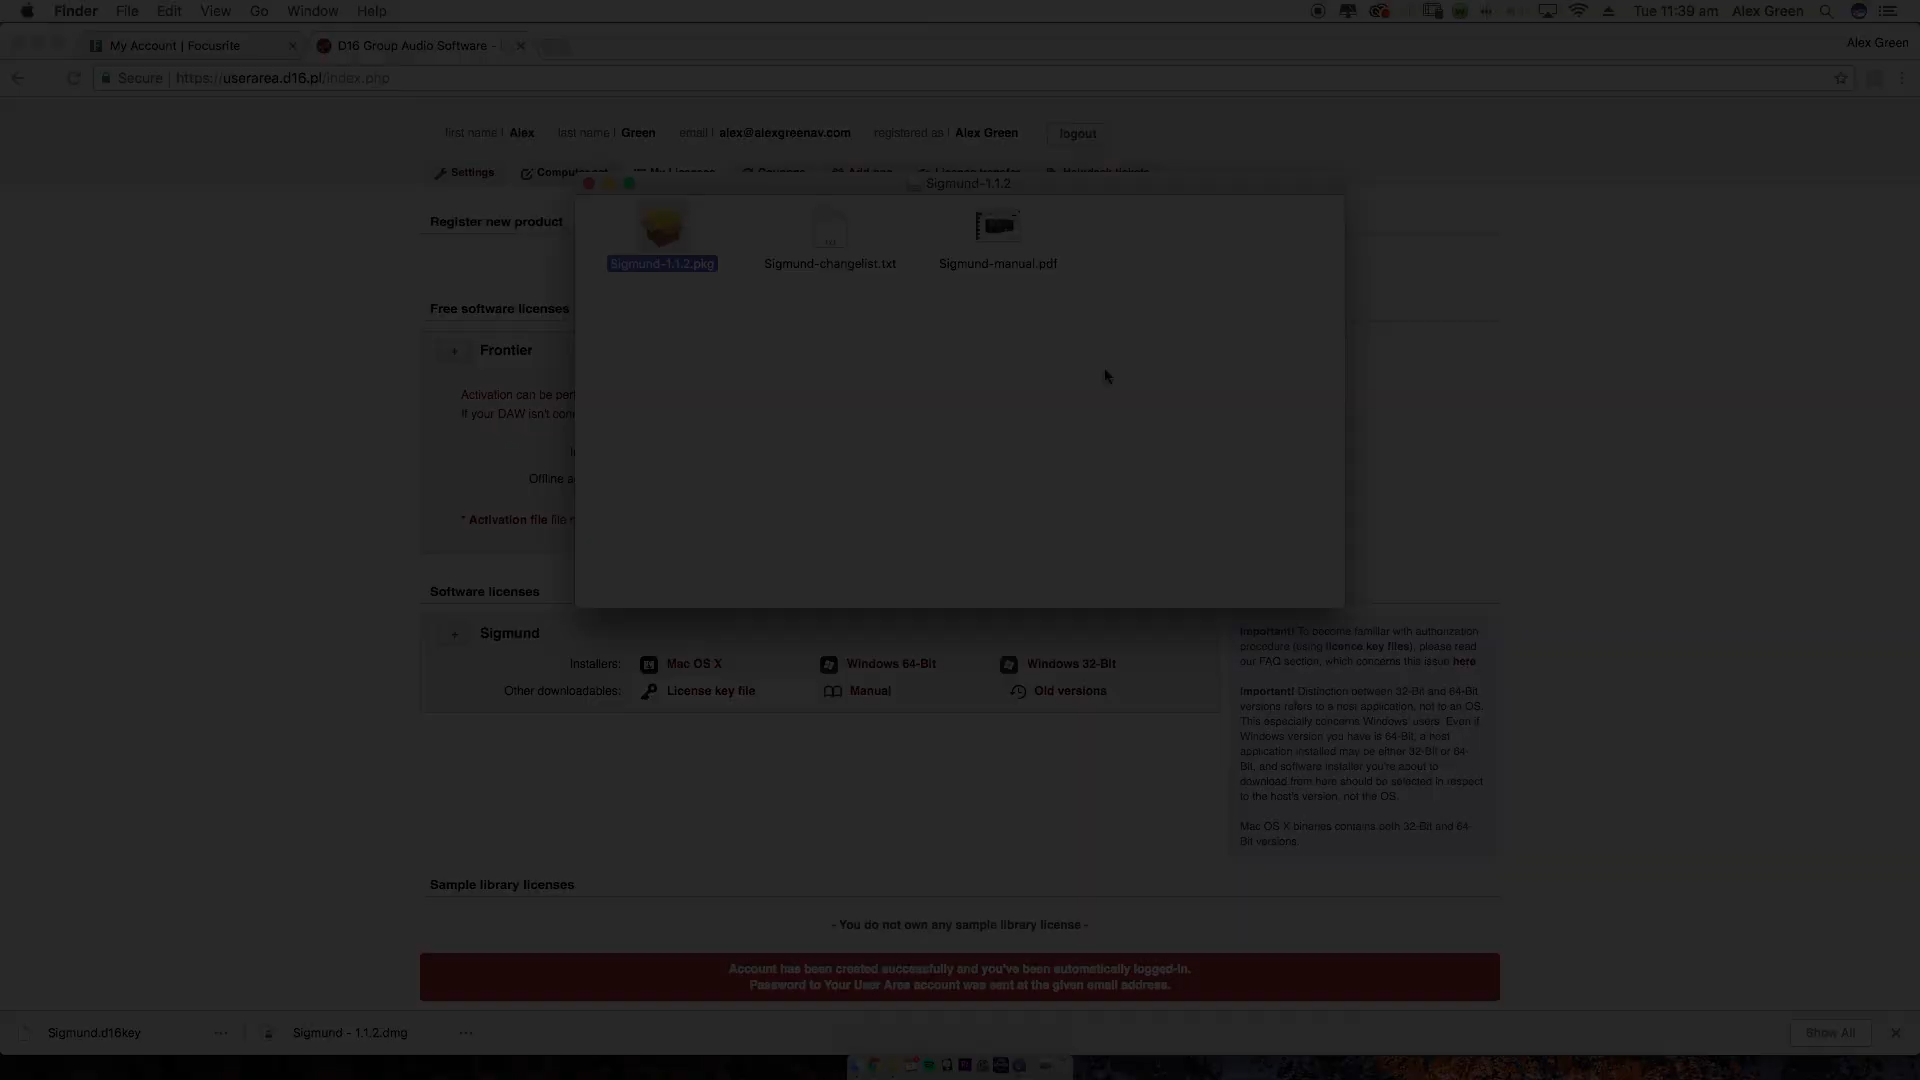 Finder File Edit View Go Window Help
Tue 11:39 am Alex Green
My Account | Focusrite
D16 Group Audio Software -
Alex Green
Secure | https://userarea.d16.pl/index.php
first name | Alex last name | Green email | alex@alexgreenav.com registered as | Alex Green logout
Settings
Sigmund-1.1.2
Register new product
Sigmund-1.1.2.pkg
Sigmund-changelist.txt
Sigmund-manual.pdf
Free software licenses
Frontier
Activation can be
If your DAW isn't
Offline
* Activation file file
Software licenses
+ Sigmund
Installers: Mac OS X Windows 64-Bit Windows 32-Bit
Other downloadables: License key file Manual Old versions
Important! To become familiar with authorization
procedure (using licence key files), please read
our FAQ section, which concerns this issue here
Important! Distinction between 32-Bit and 64-Bit
versions refers to a host application, not to an OS.
This especially concerns Windows' users. Even if
Windows version you have is 64-Bit, a host
application installed may be either 32-Bit or 64-
Bit, and software installer you're about to
download from here should be selected in respect
to the host's version, not the OS.
Mac OS X binaries contains both 32-Bit and 64-
Bit versions.
Sample library licenses
- You do not own any sample library license -
Account has been created successfully and you've been automatically logged-in.
Password to Your User Area account was sent at the given email address.
Sigmund.d16key
Sigmund - 1.1.2.dmg
Show All